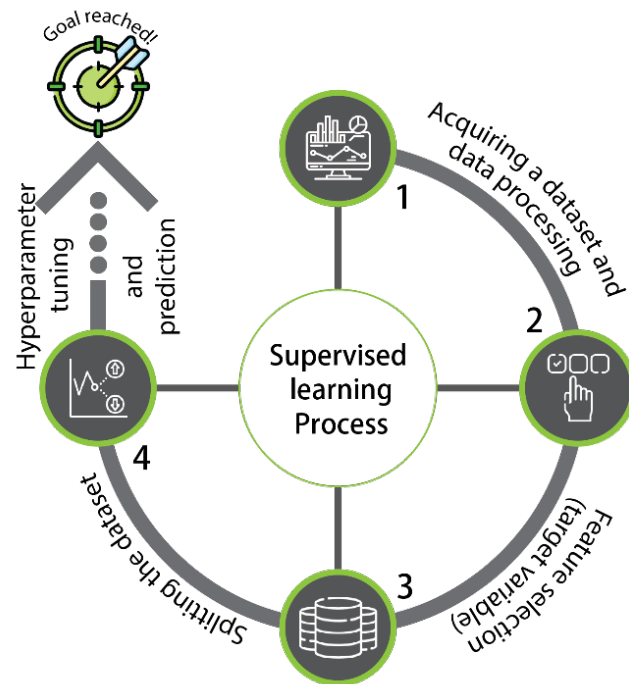 Goal reached!
Hyperparameter
tuning
and
prediction
1
Acquiring a dataset and
data processing
2
Supervised
learning
Process
4
Splitting the dataset
3
Feature selection
(target variable)